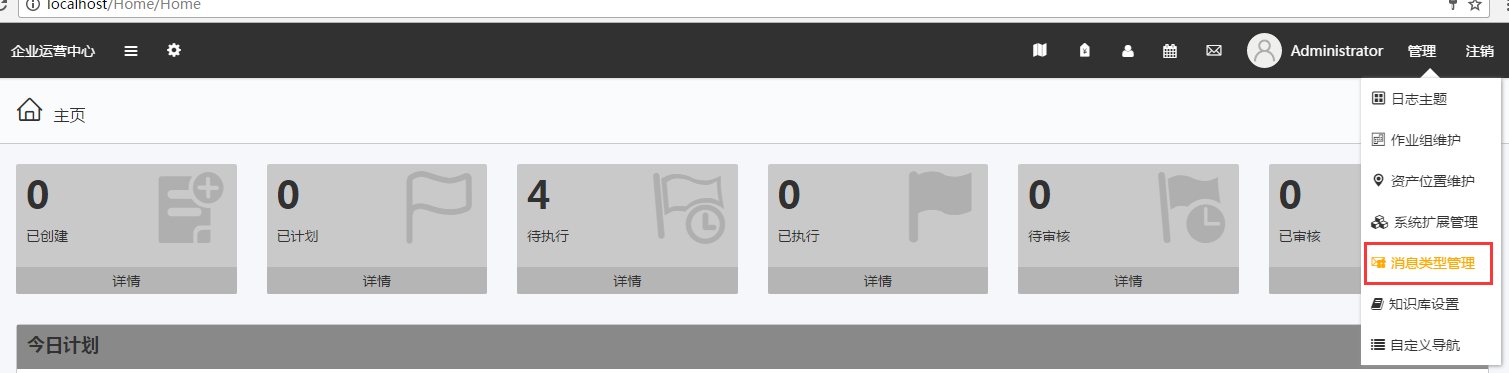 localhost/Home/Home
企业运营中心
Administrator
管理
注销
主页
0
已创建
详情
0
已计划
详情
4
待执行
详情
0
已执行
详情
0
待审核
详情
0
已审核
今日计划
日志主题
作业组维护
资产位置维护
系统扩展管理
消息类型管理
知识库设置
自定义导航